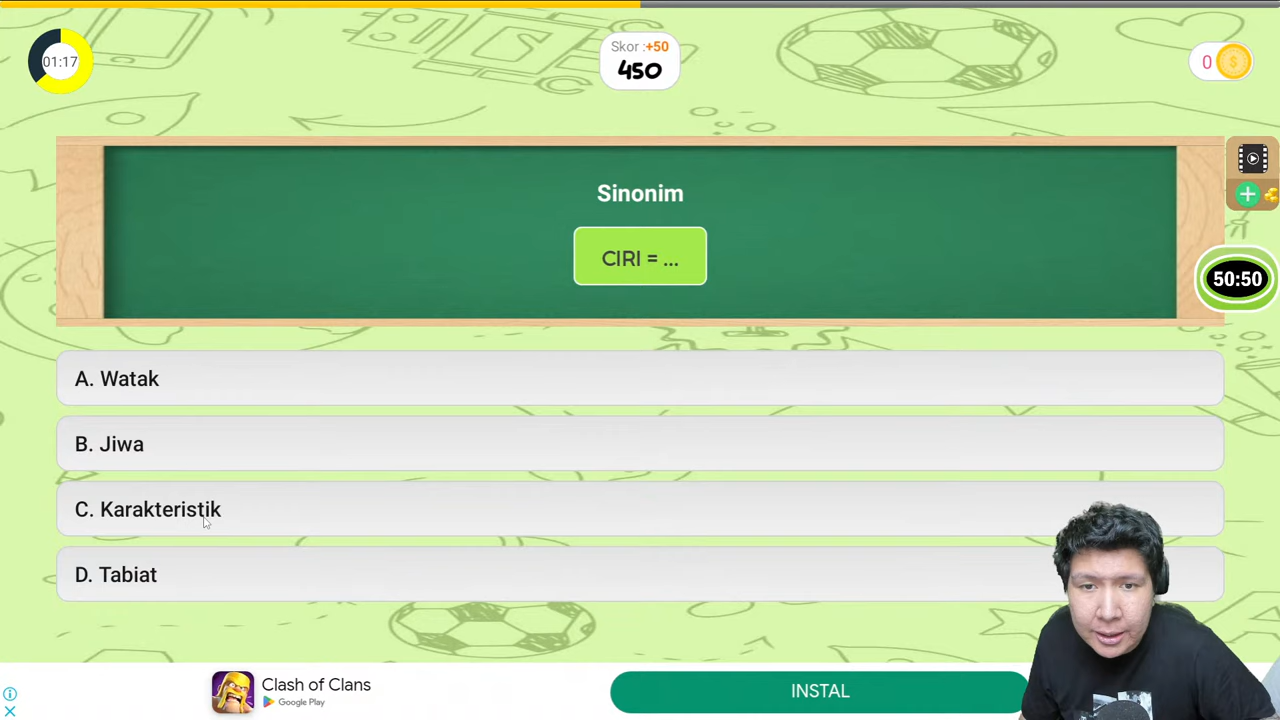 01:17
Skor :+50
450
0
Sinonim
CIRI = ...
50:50
A. Watak
B. Jiwa
C. Karakteristik
D. Tabiat
Clash of Clans
Google Play
INSTAL